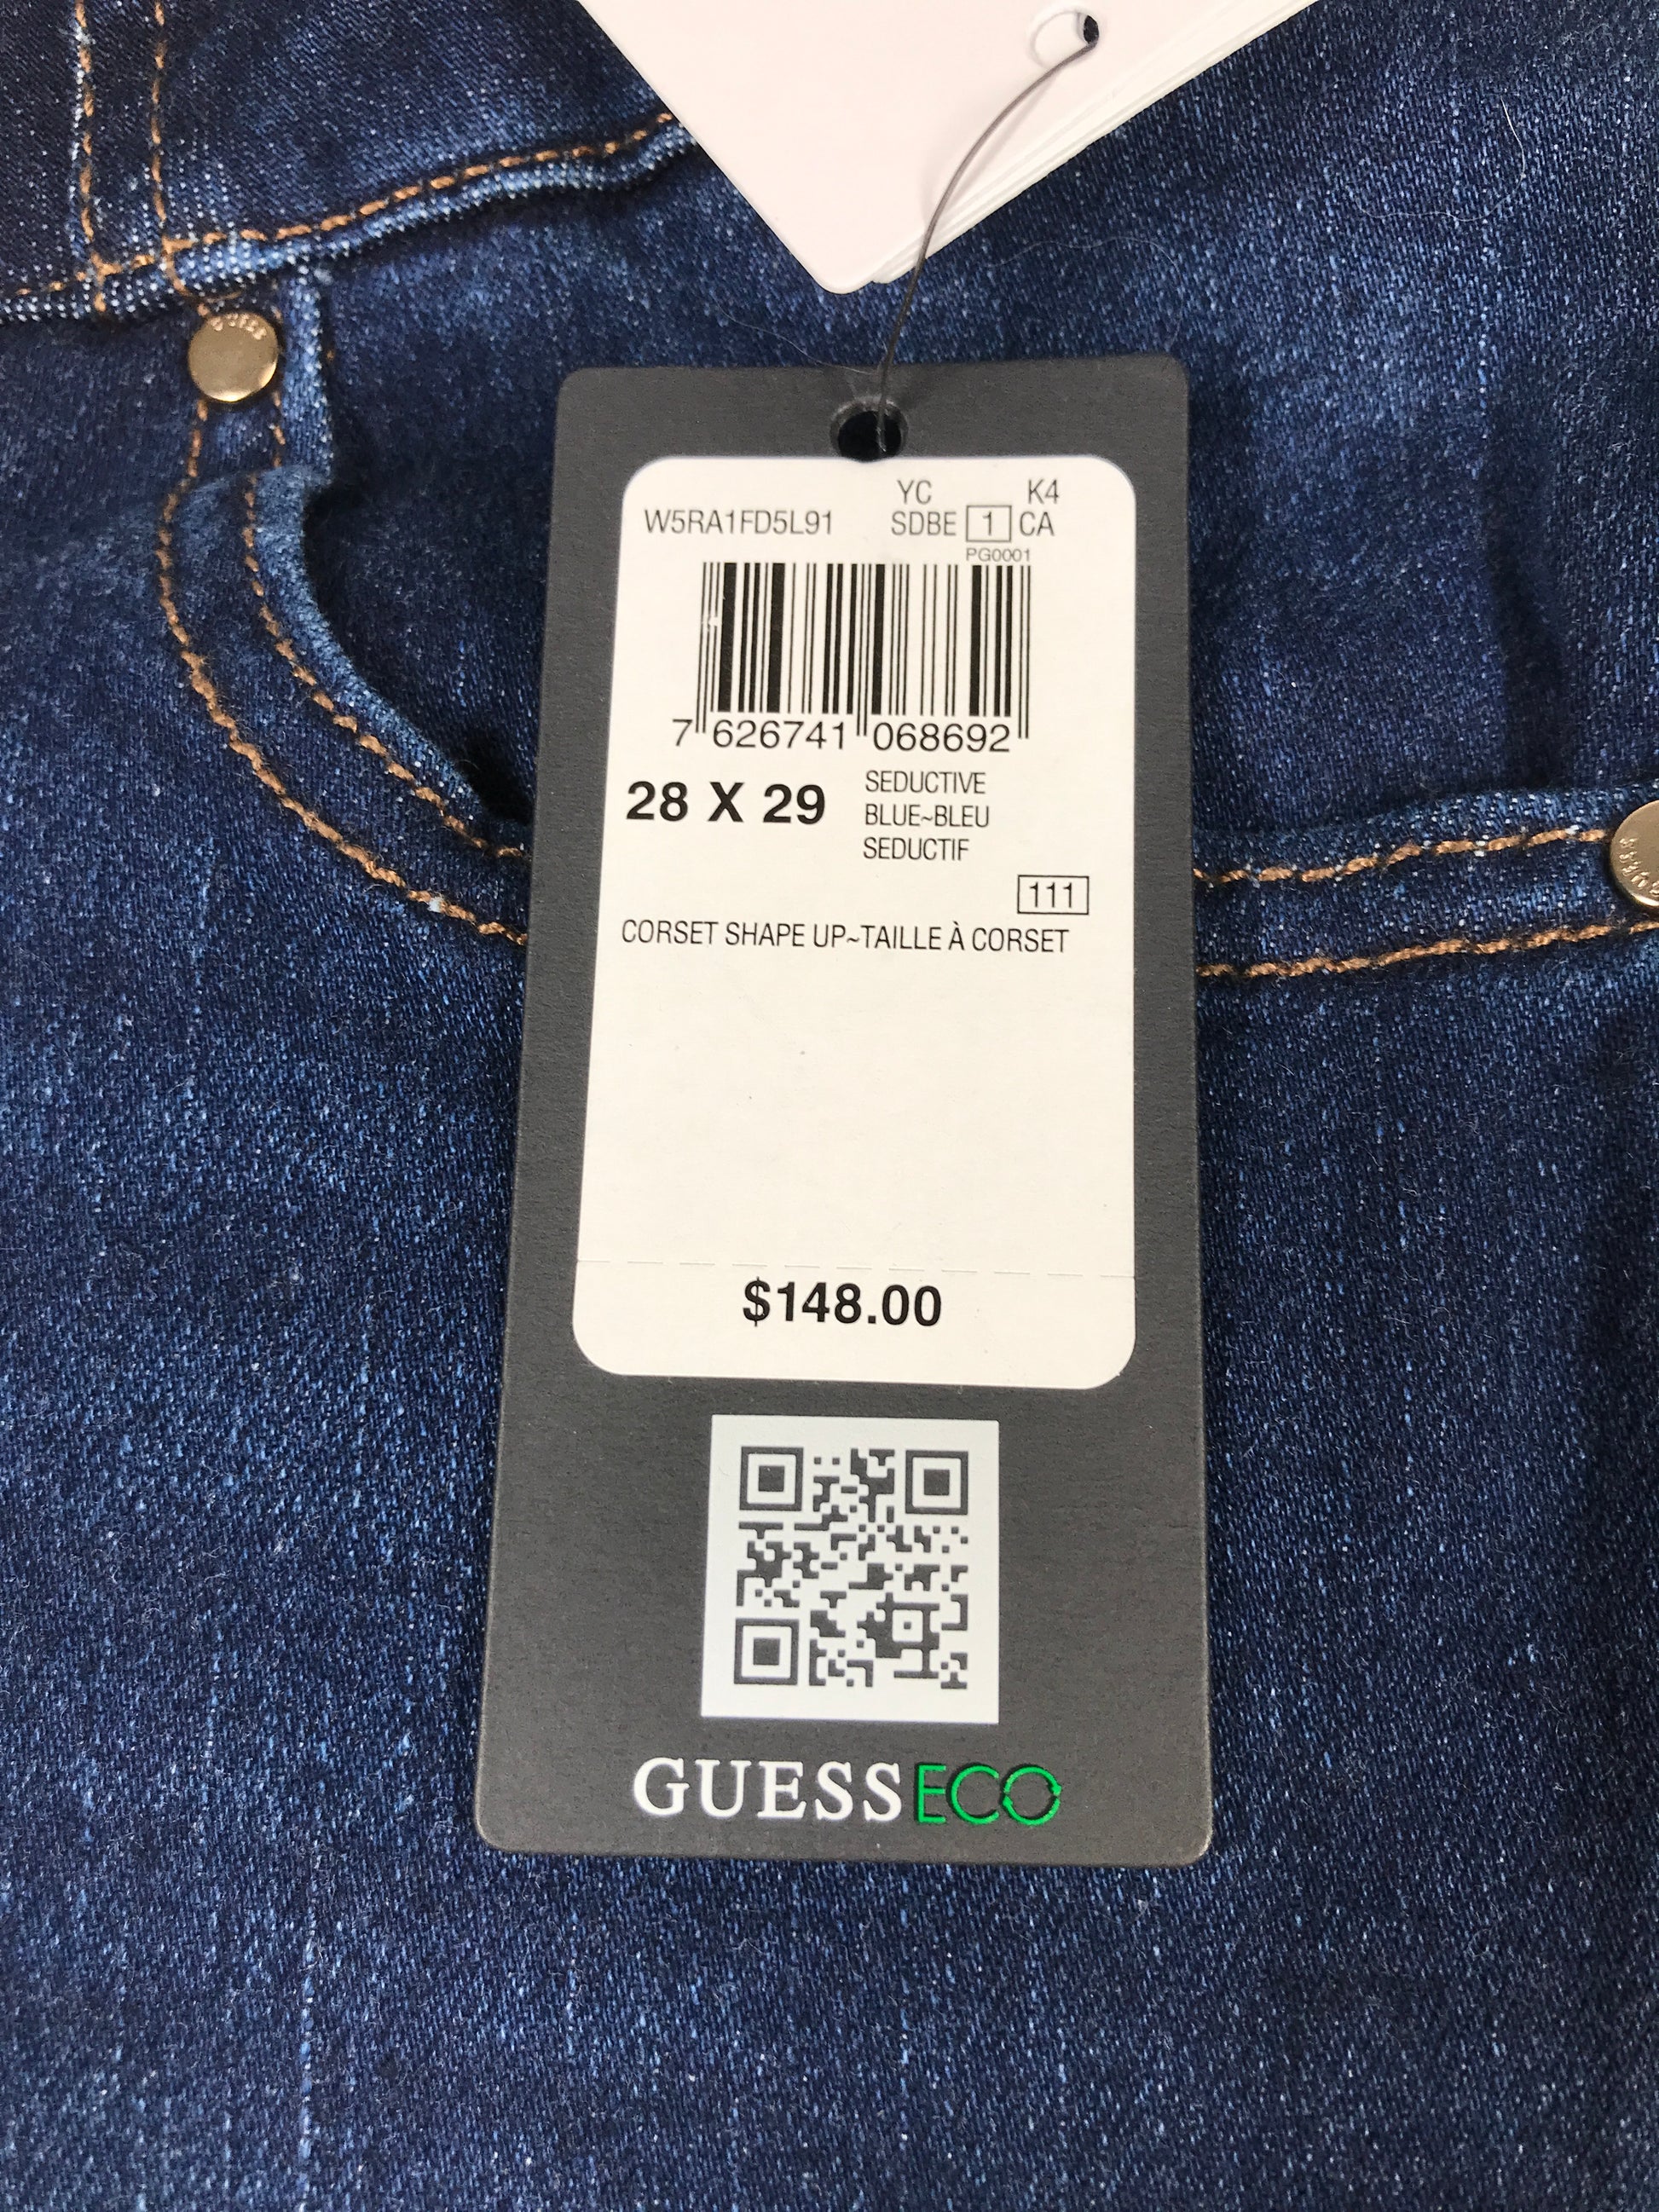 GUESS
YC K4
W5RA1FD5L91 SDBE 1 CA
PG0001
7 626741 068692
28 X 29
SEDUCTIVE
BLUE~BLEU
SEDUCTIF
111
CORSET SHAPE UP~TAILLE À CORSET
$148.00
GUESSECO